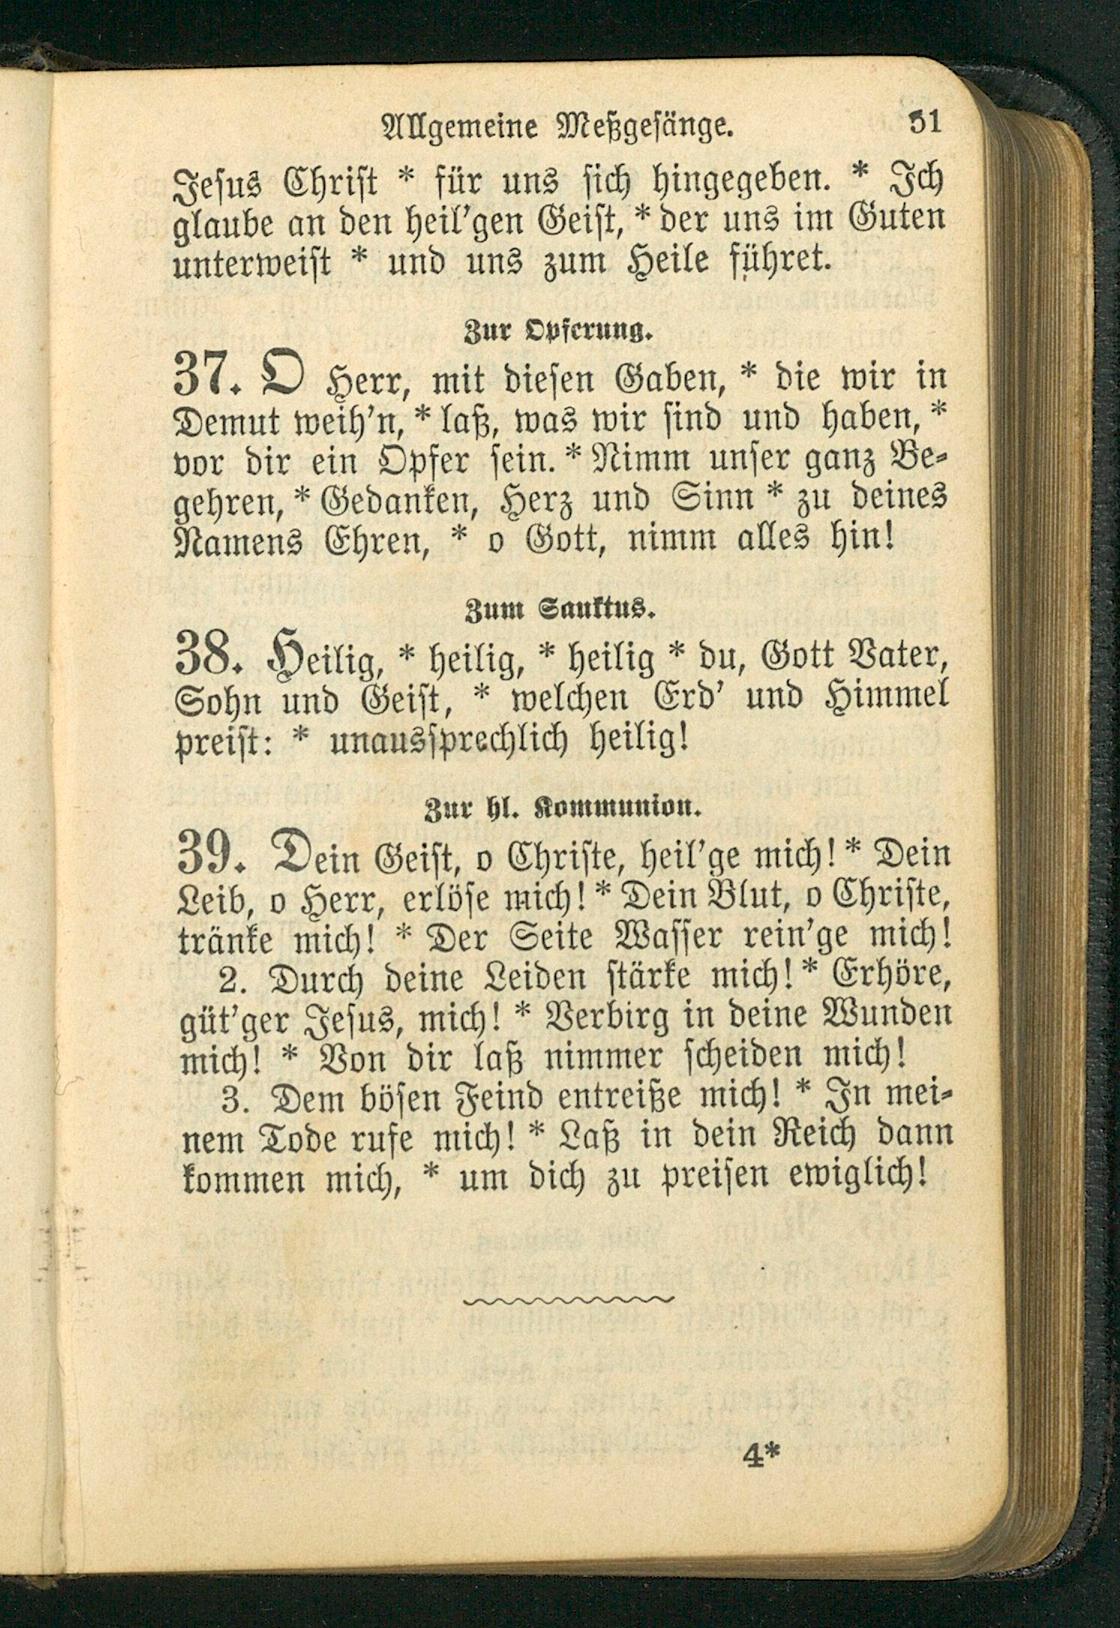 Allgemeine Meßgesänge. 51
Jesus Christ * für uns sich hingegeben. * Ich
glaube an den heil'gen Geist, * der uns im Guten
unterweist * und uns zum Heile führet.
Zur Opferung.
37. O Herr, mit diesen Gaben, * die wir in
Demut weih'n, * laß, was wir sind und haben, *
vor dir ein Opfer sein. * Nimm unser ganz Be-
gehren, * Gedanken, Herz und Sinn * zu deines
Namens Ehren, * o Gott, nimm alles hin!
Zum Sanktus.
38. Heilig, * heilig, * heilig * du, Gott Vater,
Sohn und Geist, * welchen Erd' und Himmel
preist: * unaussprechlich heilig!
Zur hl. Kommunion.
39. Dein Geist, o Christe, heil'ge mich! * Dein
Leib, o Herr, erlöse mich! * Dein Blut, o Christe,
tränke mich! * Der Seite Wasser rein'ge mich!
2. Durch deine Leiden stärke mich! * Erhöre,
güt'ger Jesus, mich! * Verbirg in deine Wunden
mich! * Von dir laß nimmer scheiden mich!
3. Dem bösen Feind entreiße mich! * In mei-
nem Tode rufe mich! * Laß in dein Reich dann
kommen mich, * um dich zu preisen ewiglich!
4*